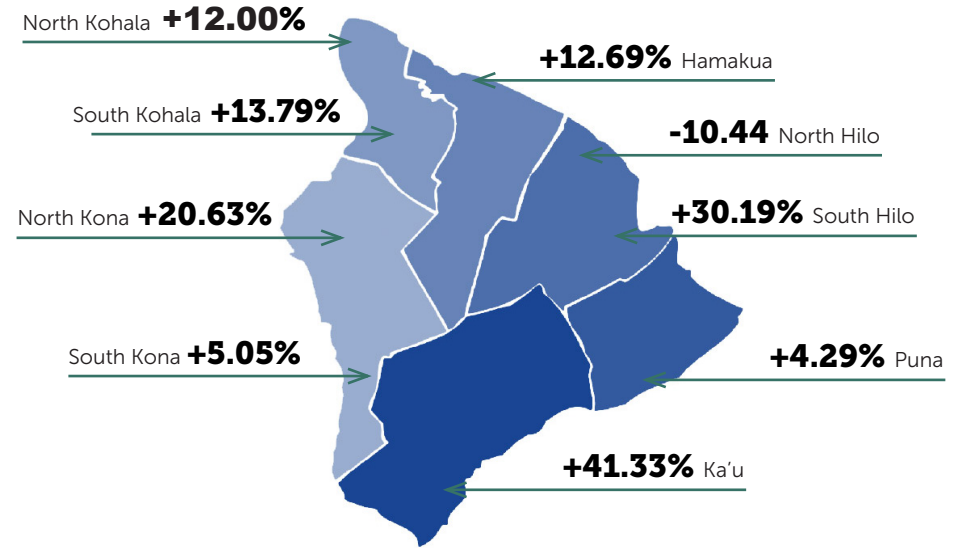 North Kohala +12.00%
+12.69% Hamakua
South Kohala +13.79%
-10.44 North Hilo
North Kona +20.63%
+30.19% South Hilo
South Kona +5.05%
+4.29% Puna
+41.33% Ka’u